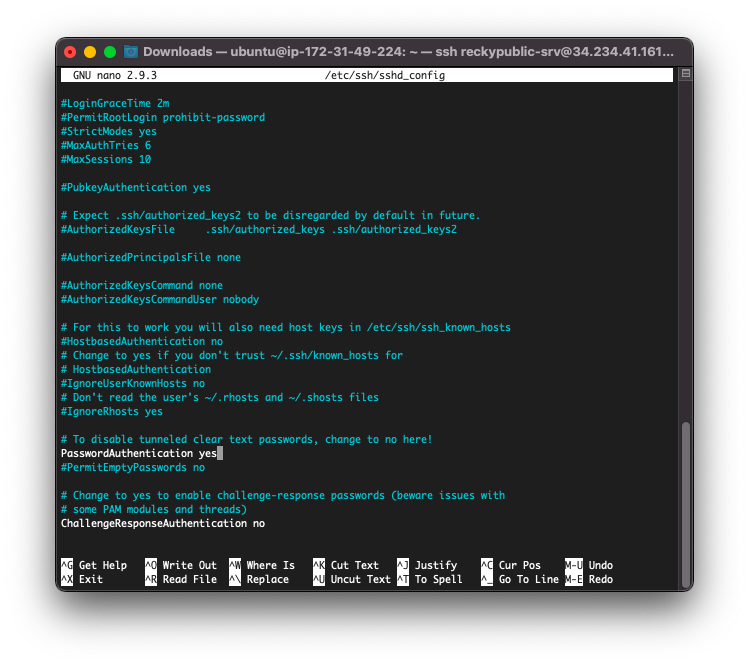 Downloads — ubuntu@ip-172-31-49-224: ~ — ssh reckypublic-srv@34.234.41.161...
GNU nano 2.9.3 /etc/ssh/sshd_config
#LoginGraceTime 2m
#PermitRootLogin prohibit-password
#StrictModes yes
#MaxAuthTries 6
#MaxSessions 10
#PubkeyAuthentication yes
# Expect .ssh/authorized_keys2 to be disregarded by default in future.
#AuthorizedKeysFile .ssh/authorized_keys .ssh/authorized_keys2
#AuthorizedPrincipalsFile none
#AuthorizedKeysCommand none
#AuthorizedKeysCommandUser nobody
# For this to work you will also need host keys in /etc/ssh/ssh_known_hosts
#HostbasedAuthentication no
# Change to yes if you don't trust ~/.ssh/known_hosts for
# HostbasedAuthentication
#IgnoreUserKnownHosts no
# Don't read the user's ~/.rhosts and ~/.shosts files
#IgnoreRhosts yes
# To disable tunneled clear text passwords, change to no here!
PasswordAuthentication yes
#PermitEmptyPasswords no
# Change to yes to enable challenge-response passwords (beware issues with
# some PAM modules and threads)
ChallengeResponseAuthentication no
^G Get Help ^O Write Out ^W Where Is ^K Cut Text ^J Justify ^C Cur Pos M-U Undo
^X Exit ^R Read File ^\ Replace ^U Uncut Text ^T To Spell ^_ Go To Line M-E Redo